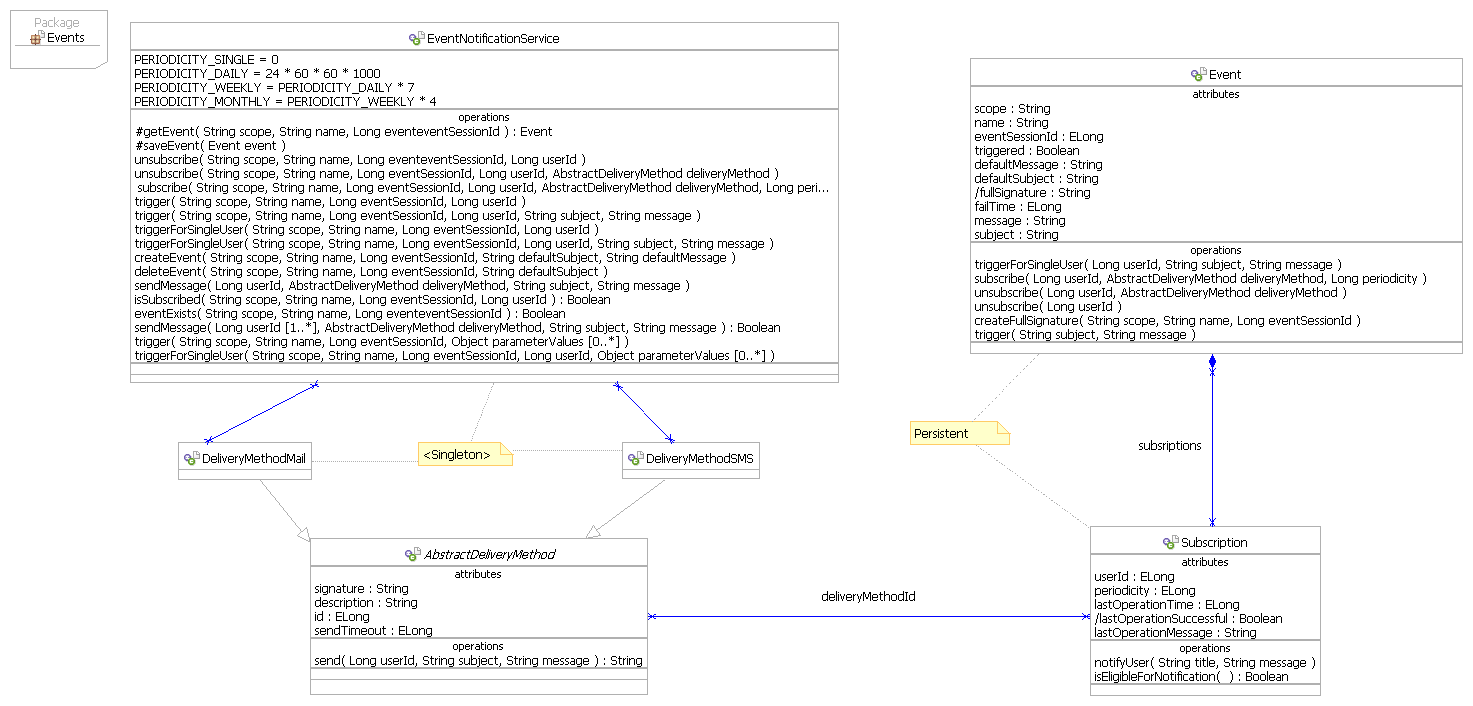 Package
Events
EventNotificationService
PERIODICITY_SINGLE = 0
PERIODICITY_DAILY = 24 * 60 * 60 * 1000
PERIODICITY_WEEKLY = PERIODICITY_DAILY * 7
PERIODICITY_MONTHLY = PERIODICITY_WEEKLY * 4
operations
#getEvent( String scope, String name, Long eventeventSessionId ) : Event
#saveEvent( Event event )
unsubscribe( String scope, String name, Long eventeventSessionId, Long userId )
unsubscribe( String scope, String name, Long eventSessionId, Long userId, AbstractDeliveryMethod deliveryMethod )
subscribe( String scope, String name, Long eventSessionId, Long userId, AbstractDeliveryMethod deliveryMethod, Long peri...
trigger( String scope, String name, Long eventSessionId, Long userId )
trigger( String scope, String name, Long eventSessionId, Long userId, String subject, String message )
triggerForSingleUser( String scope, String name, Long eventSessionId, Long userId )
triggerForSingleUser( String scope, String name, Long eventSessionId, Long userId, String subject, String message )
createEvent( String scope, String name, Long eventSessionId, String defaultSubject, String defaultMessage )
deleteEvent( String scope, String name, Long eventSessionId, String defaultSubject )
sendMessage( Long userId, AbstractDeliveryMethod deliveryMethod, String subject, String message )
isSubscribed( String scope, String name, Long eventSessionId, Long userId ) : Boolean
eventExists( String scope, String name, Long eventeventSessionId ) : Boolean
sendMessage( Long userId [1..*], AbstractDeliveryMethod deliveryMethod, String subject, String message ) : Boolean
trigger( String scope, String name, Long eventSessionId, Object parameterValues [0..*] )
triggerForSingleUser( String scope, String name, Long eventSessionId, Long userId, Object parameterValues [0..*] )
Event
attributes
scope : String
name : String
eventSessionId : ELong
triggered : Boolean
defaultMessage : String
defaultSubject : String
/fullSignature : String
failTime : ELong
message : String
subject : String
operations
triggerForSingleUser( Long userId, String subject, String message )
subscribe( Long userId, AbstractDeliveryMethod deliveryMethod, Long periodicity )
unsubscribe( Long userId, AbstractDeliveryMethod deliveryMethod )
unsubscribe( Long userId )
createFullSignature( String scope, String name, Long eventSessionId )
trigger( String subject, String message )
DeliveryMethodMail
<Singleton>
DeliveryMethodSMS
Persistent
subsriptions
AbstractDeliveryMethod
attributes
signature : String
description : String
id : ELong
sendTimeout : ELong
operations
send( Long userId, String subject, String message ) : String
deliveryMethodId
Subscription
attributes
userId : ELong
periodicity : ELong
lastOperationTime : ELong
/lastOperationSuccessful : Boolean
lastOperationMessage : String
operations
notifyUser( String title, String message )
isEligibleForNotification(  ) : Boolean